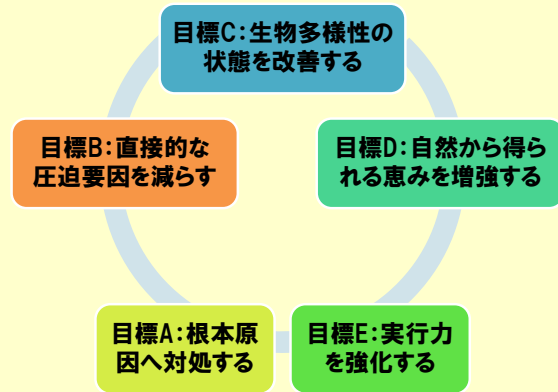 目標C:生物多様性の
状態を改善する
目標B:直接的な
圧迫要因を減らす
目標D:自然から得ら
れる恵みを増強する
目標A:根本原
因へ対処する
目標E:実行力
を強化する